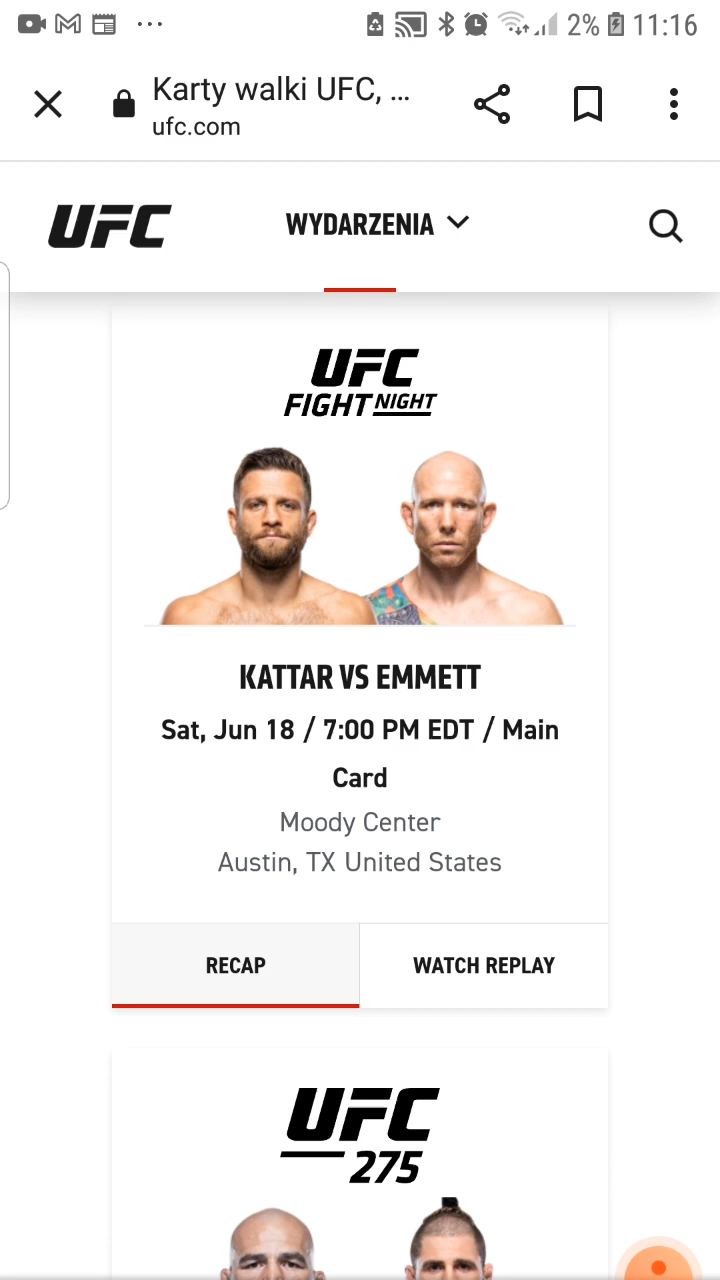 2% 11:16
Karty walki UFC, ...
ufc.com
UFC WYDARZENIA
UFC
FIGHT NIGHT
KATTAR VS EMMETT
Sat, Jun 18 / 7:00 PM EDT / Main
Card
Moody Center
Austin, TX United States
RECAP WATCH REPLAY
UFC
275